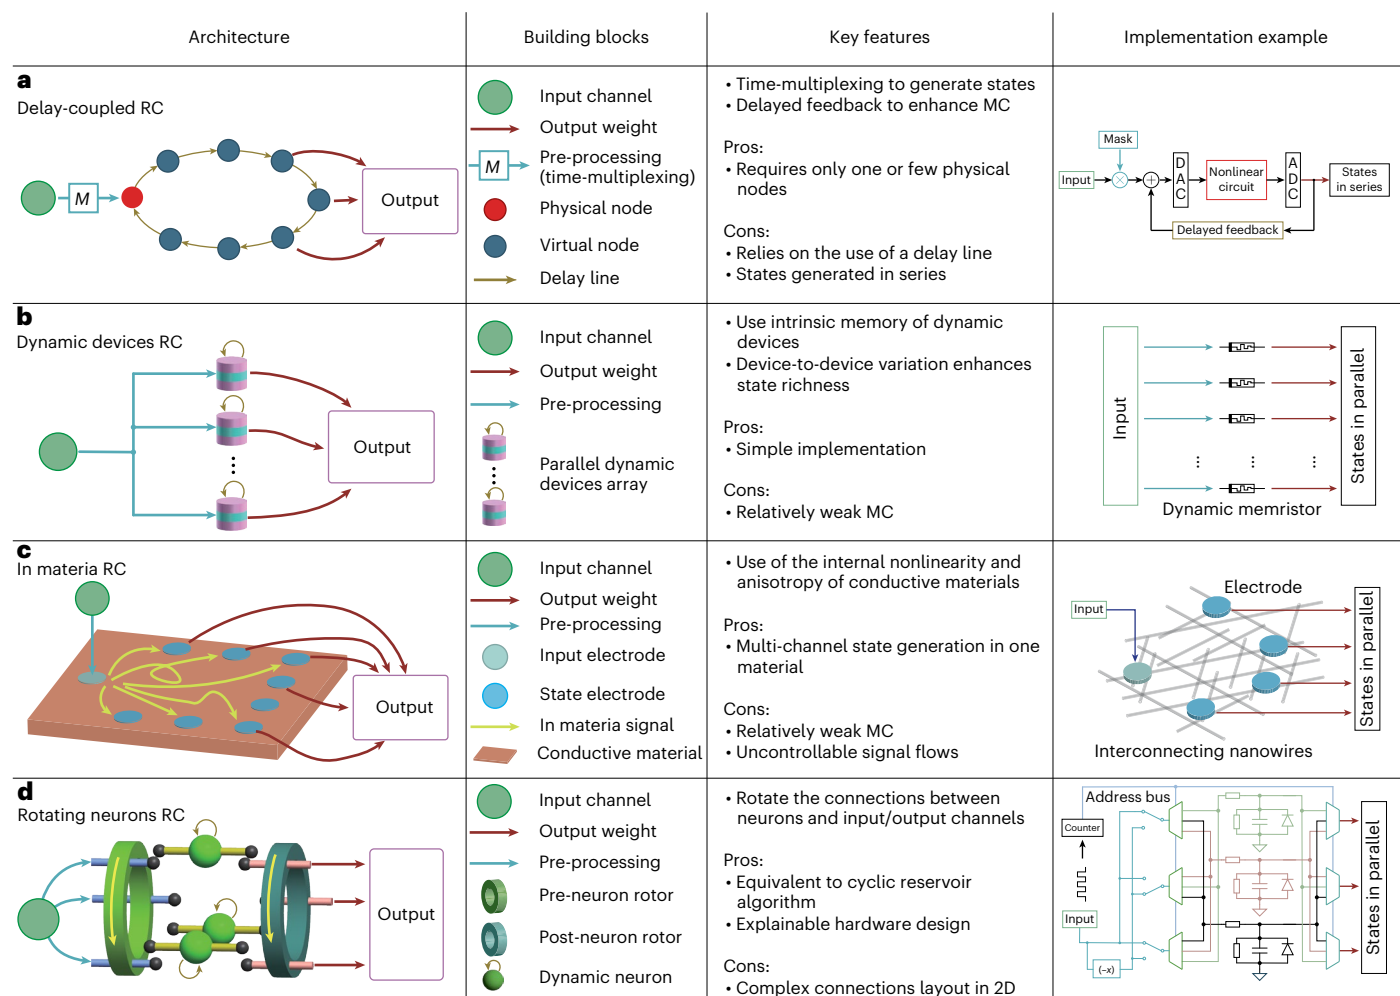 Architecture
Building blocks
Key features
Implementation example
a
Delay-coupled RC
M
Output
Input channel
Output weight
M
Pre-processing
(time-multiplexing)
Physical node
Virtual node
Delay line
• Time-multiplexing to generate states
• Delayed feedback to enhance MC
Pros:
• Requires only one or few physical
nodes
Cons:
• Relies on the use of a delay line
• States generated in series
Mask
Input
DAC
Nonlinear
circuit
ADC
States
in series
Delayed feedback
b
Dynamic devices RC
Output
Input channel
Output weight
Pre-processing
Parallel dynamic
devices array
• Use intrinsic memory of dynamic
devices
• Device-to-device variation enhances
state richness
Pros:
• Simple implementation
Cons:
• Relatively weak MC
Input
States in parallel
Dynamic memristor
c
In materia RC
Output
Input channel
Output weight
Pre-processing
Input electrode
State electrode
In materia signal
Conductive material
• Use of the internal nonlinearity and
anisotropy of conductive materials
Pros:
• Multi-channel state generation in one
material
Cons:
• Relatively weak MC
• Uncontrollable signal flows
Electrode
Input
States in parallel
Interconnecting nanowires
d
Rotating neurons RC
Output
Input channel
Output weight
Pre-processing
Pre-neuron rotor
Post-neuron rotor
Dynamic neuron
• Rotate the connections between
neurons and input/output channels
Pros:
• Equivalent to cyclic reservoir
algorithm
• Explainable hardware design
Cons:
• Complex connections layout in 2D
Address bus
Counter
Input
(−x)
States in parallel